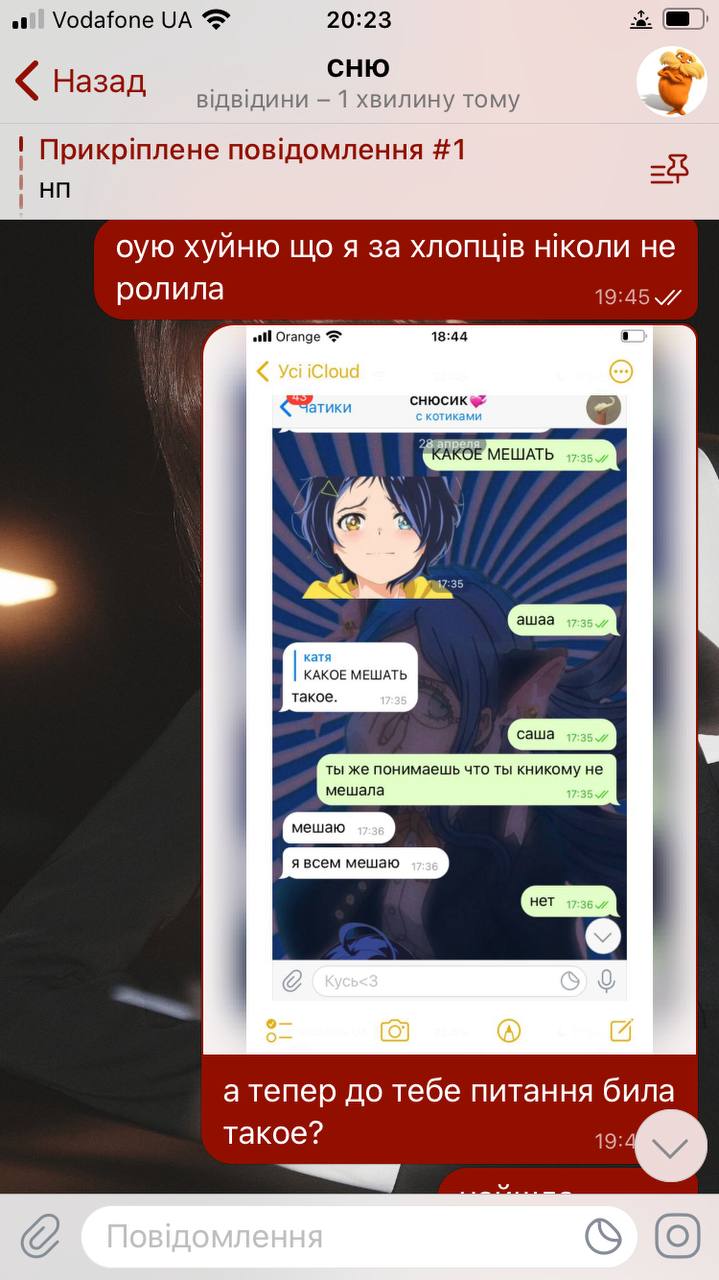 Vodafone UA
20:23
Назад
сню
відвідини – 1 хвилину тому
Прикріплене повідомлення #1
нп
оую хуйню що я за хлопців ніколи не
ролила
19:45
Orange
18:44
Усі iCloud
43
Чатики
снюсик
с котиками
28 апреля
КАКОЕ МЕШАТЬ
17:35
17:35
ашаа
17:35
катя
КАКОЕ МЕШАТЬ
такое.
17:35
саша
17:35
ты же понимаешь что ты кникому не
мешала
17:35
мешаю
17:36
я всем мешаю
17:36
нет
17:36
Кусь<3
а тепер до тебе питання била
такое?
19:4
Повідомлення